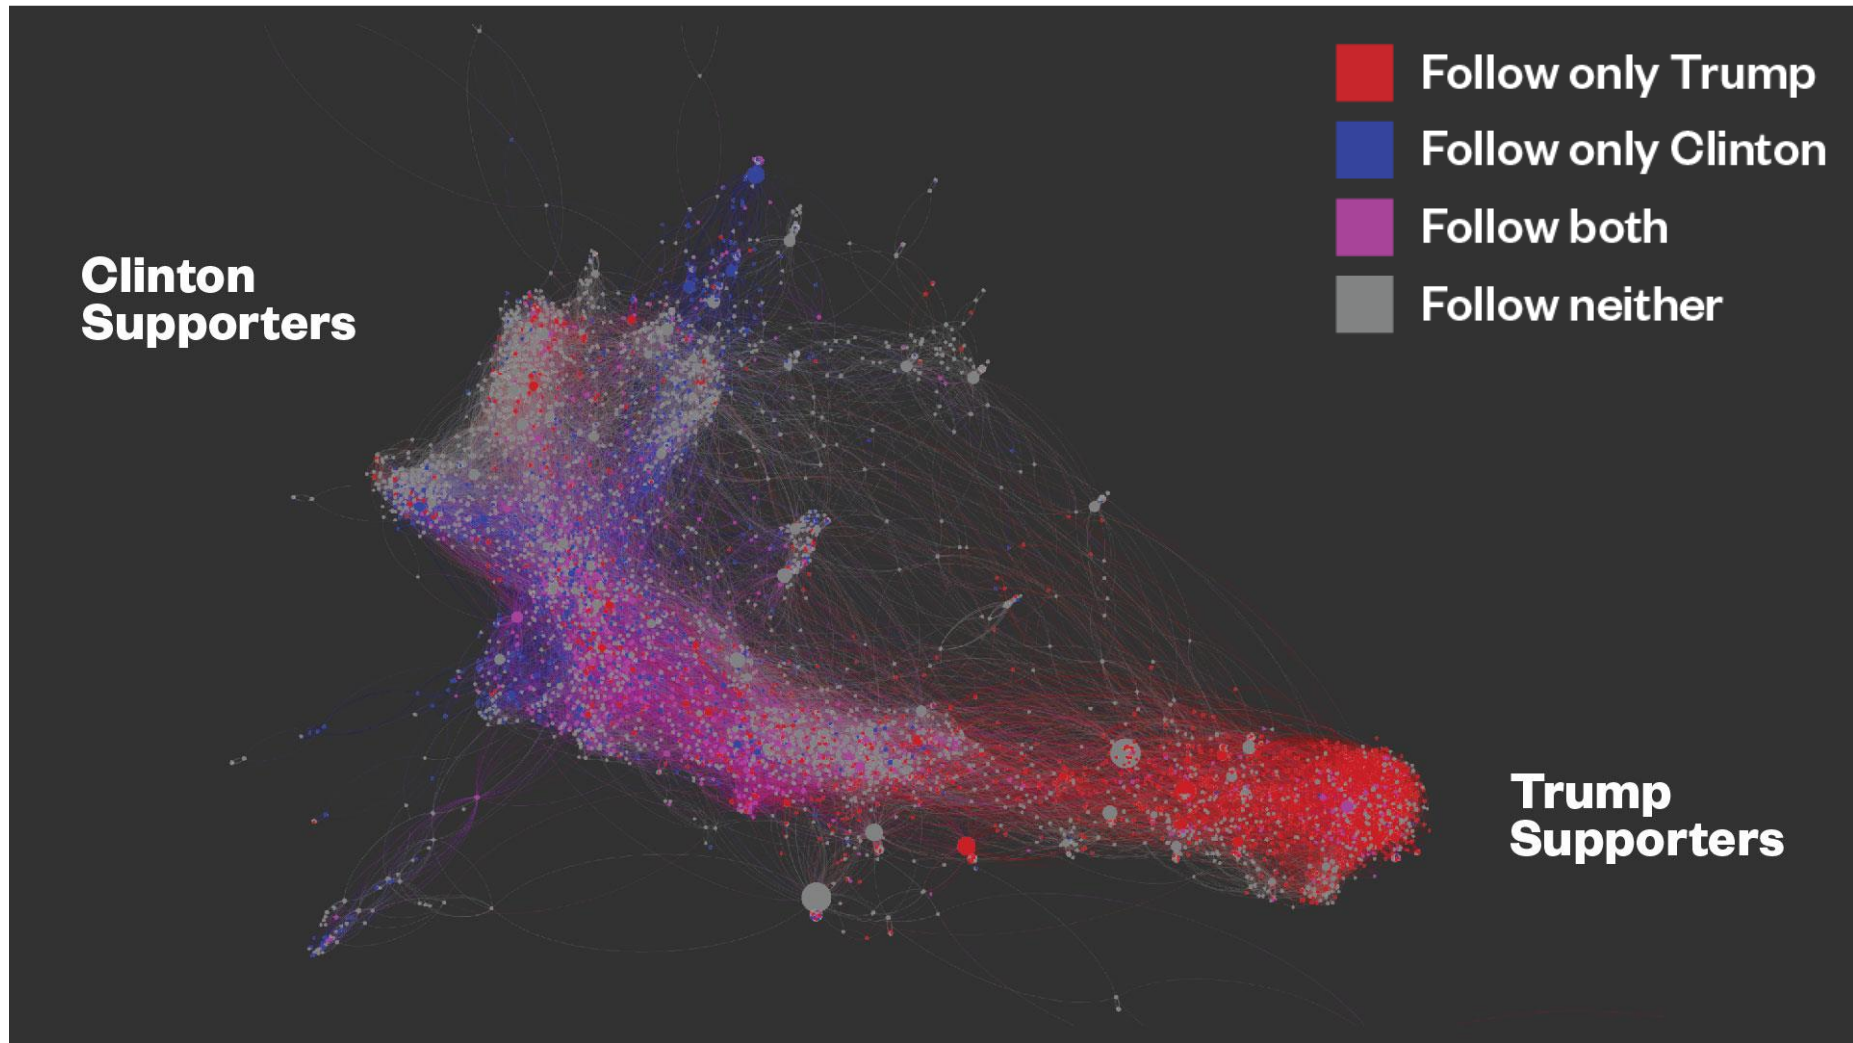 Follow only Trump
Follow only Clinton
Follow both
Follow neither
Clinton
Supporters
Trump
Supporters